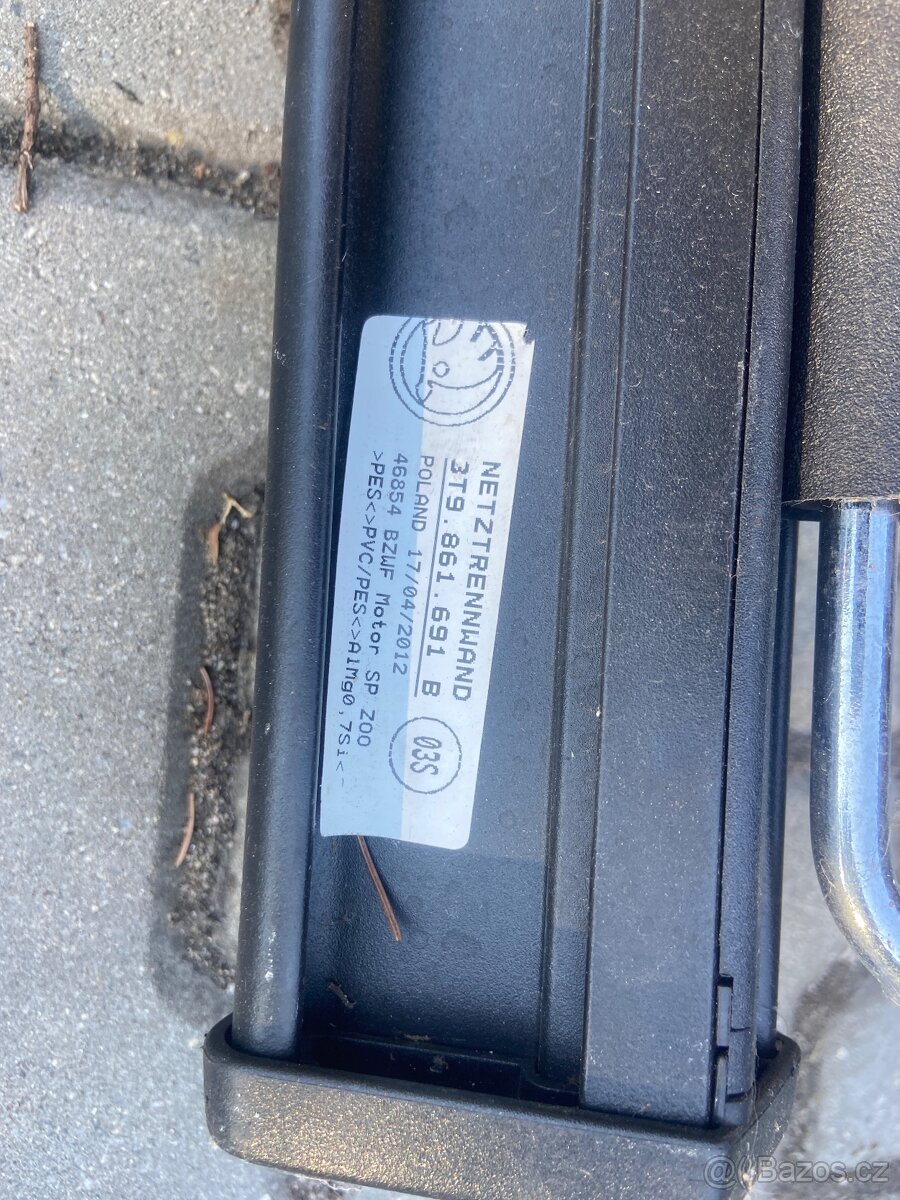 NETZTRENNWAND
3T9.861.691 B
03S
POLAND 17/04/2012
46854 BZWF Motor SP ZOO
>PES<>PVC/PES<>AlMg0,7Si<
@ Bazos.cz